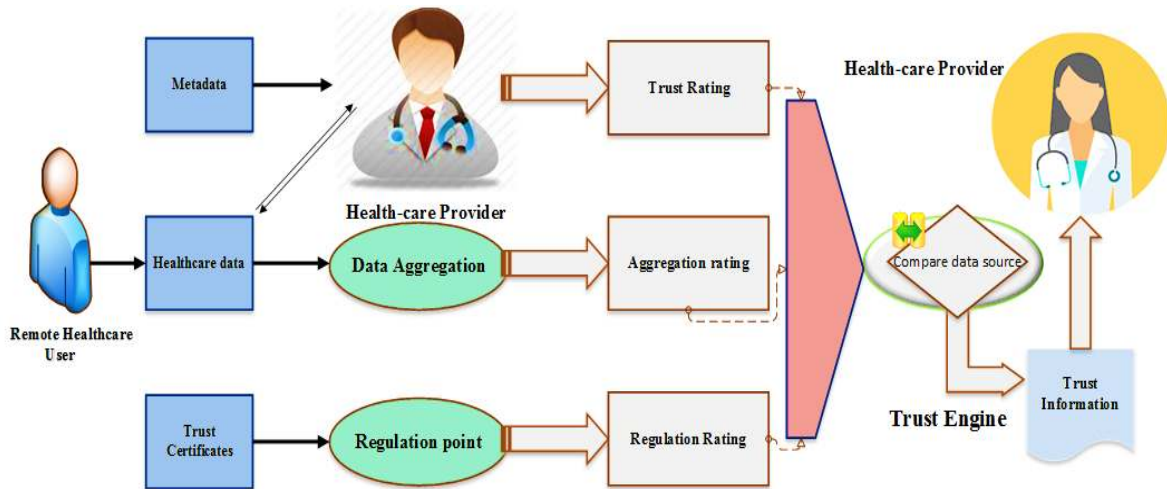 Metadata
Trust Rating
Health-care Provider
Health-care Provider
Healthcare data
Data Aggregation
Aggregation rating
Compare data source
Remote Healthcare
User
Trust
Certificates
Regulation point
Regulation Rating
Trust Engine
Trust
Information